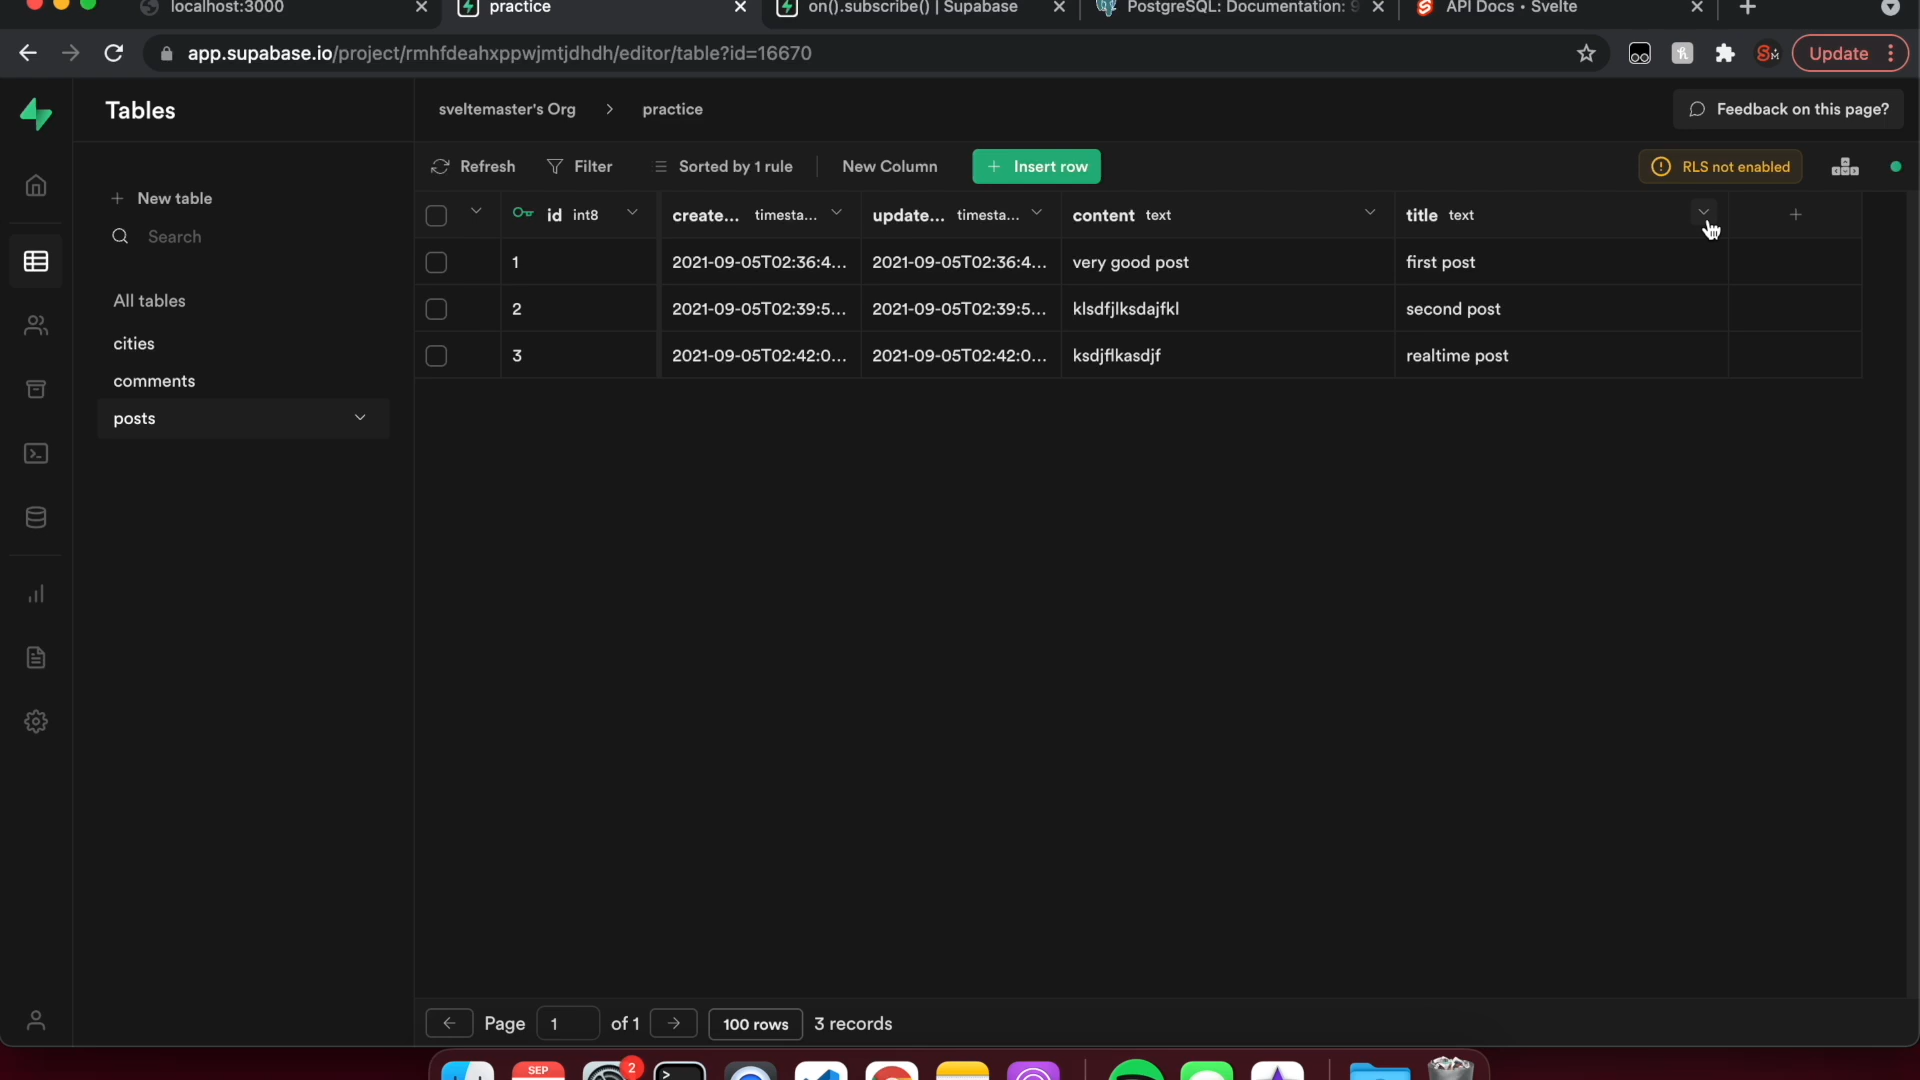 localhost:3000
practice
on().subscribe() | Supabase
PostgreSQL: Documentation: 9
API Docs • Svelte
app.supabase.io/project/rmhfdeahxppwjmtjdhdh/editor/table?id=16670
Update
Tables
sveltemaster's Org > practice
Feedback on this page?
Refresh
Filter
Sorted by 1 rule
New Column
+ Insert row
RLS not enabled
+ New table
Search
All tables
cities
comments
posts
id int8 create... timesta... update... timesta... content text title text
1 2021-09-05T02:36:4... 2021-09-05T02:36:4... very good post first post
2 2021-09-05T02:39:5... 2021-09-05T02:39:5... klsdfjlksdajfkl second post
3 2021-09-05T02:42:0... 2021-09-05T02:42:0... ksdjflkasdjf realtime post
Page 1 of 1 100 rows 3 records
SEP
2